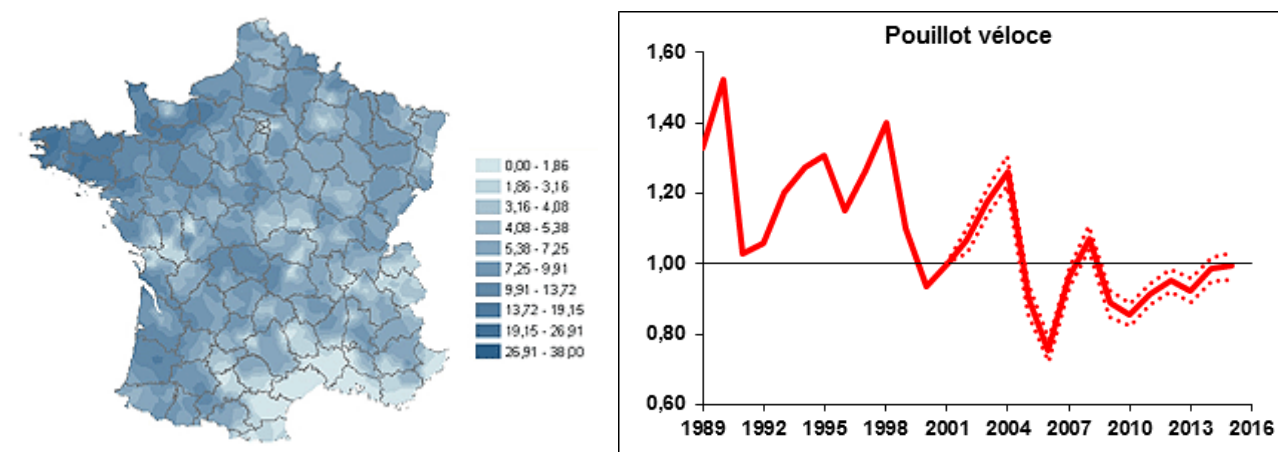 0,00 - 1,86
1,86 - 3,16
3,16 - 4,08
4,08 - 5,38
5,38 - 7,25
7,25 - 9,91
9,91 - 13,72
13,72 - 19,15
19,15 - 26,91
26,91 - 38,00
Pouillot véloce
1,60
1,40
1,20
1,00
0,80
0,60
1989 1992 1995 1998 2001 2004 2007 2010 2013 2016